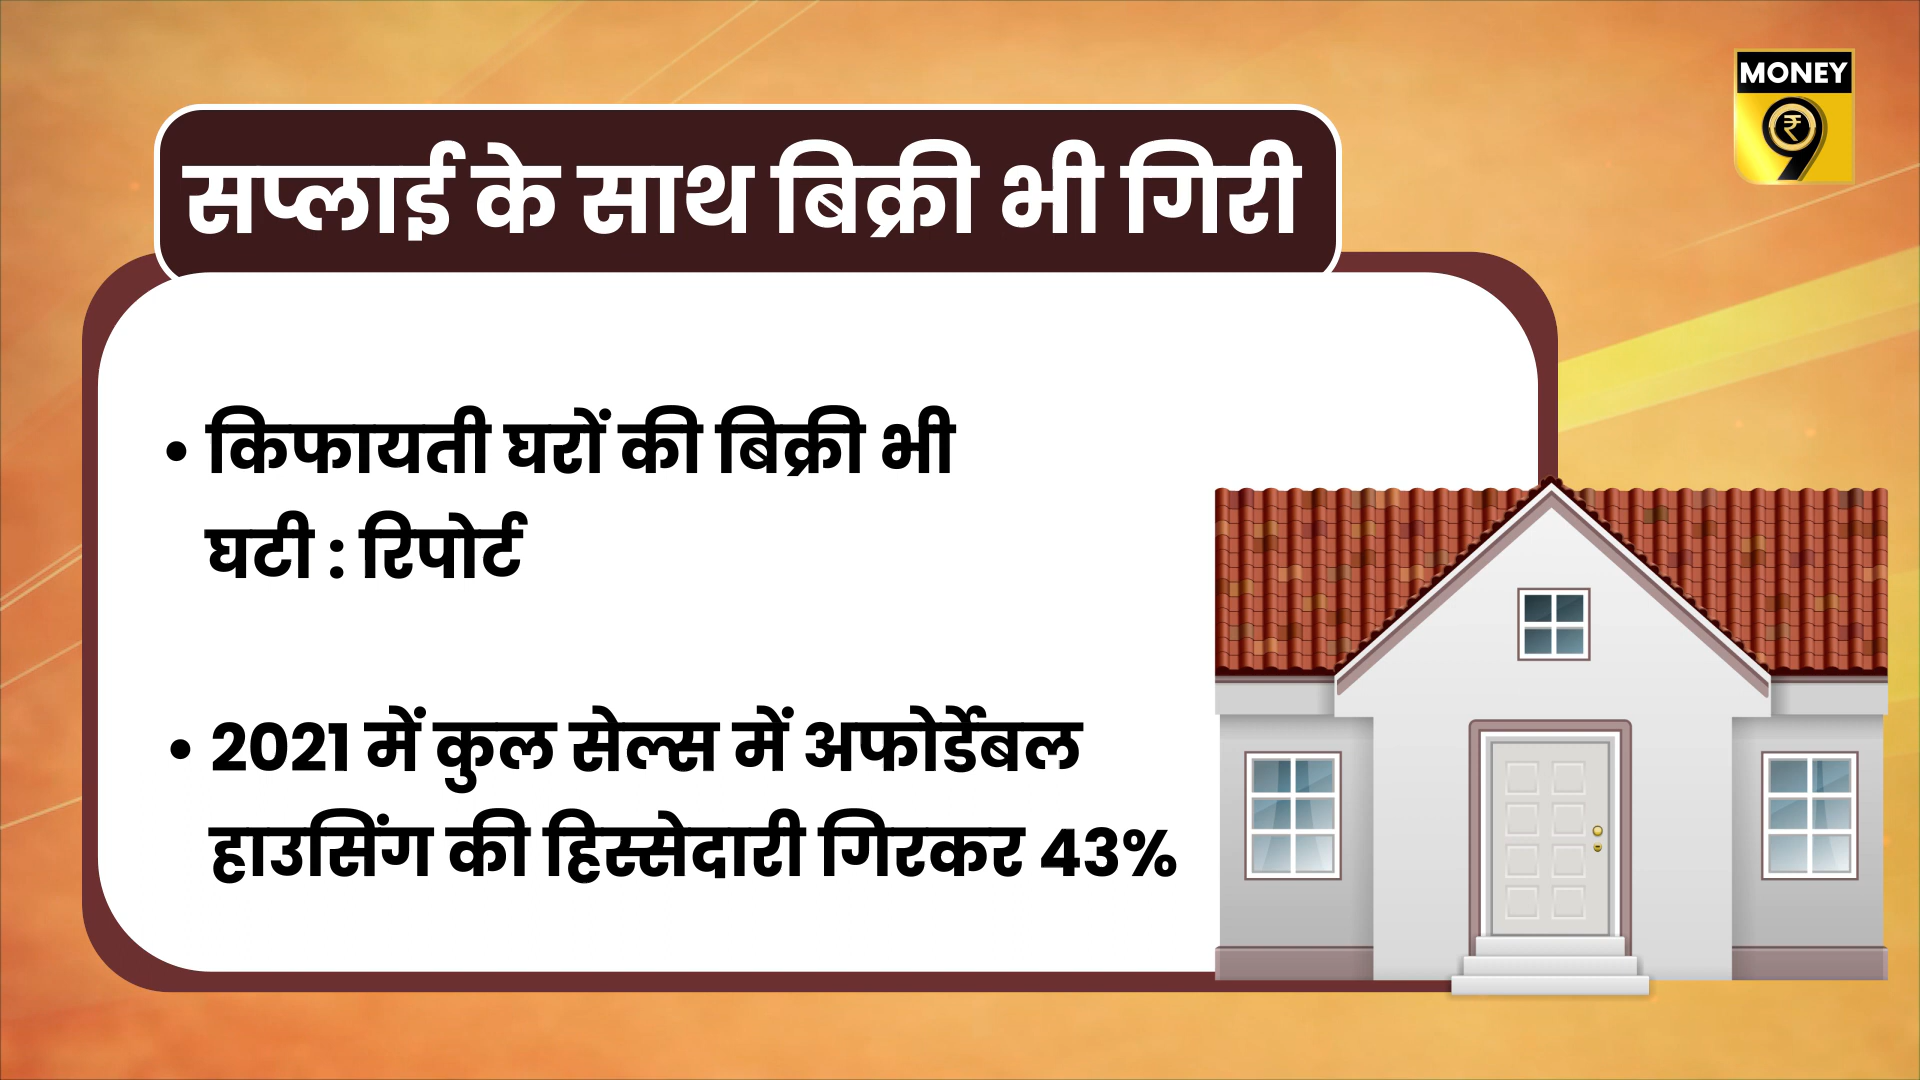 MONEY
9
सप्लाई के साथ बिक्री भी गिरी
• किफायती घरों की बिक्री भी
घटी : रिपोर्ट
• 2021 में कुल सेल्स में अफोर्डेबल
हाउसिंग की हिस्सेदारी गिरकर 43%